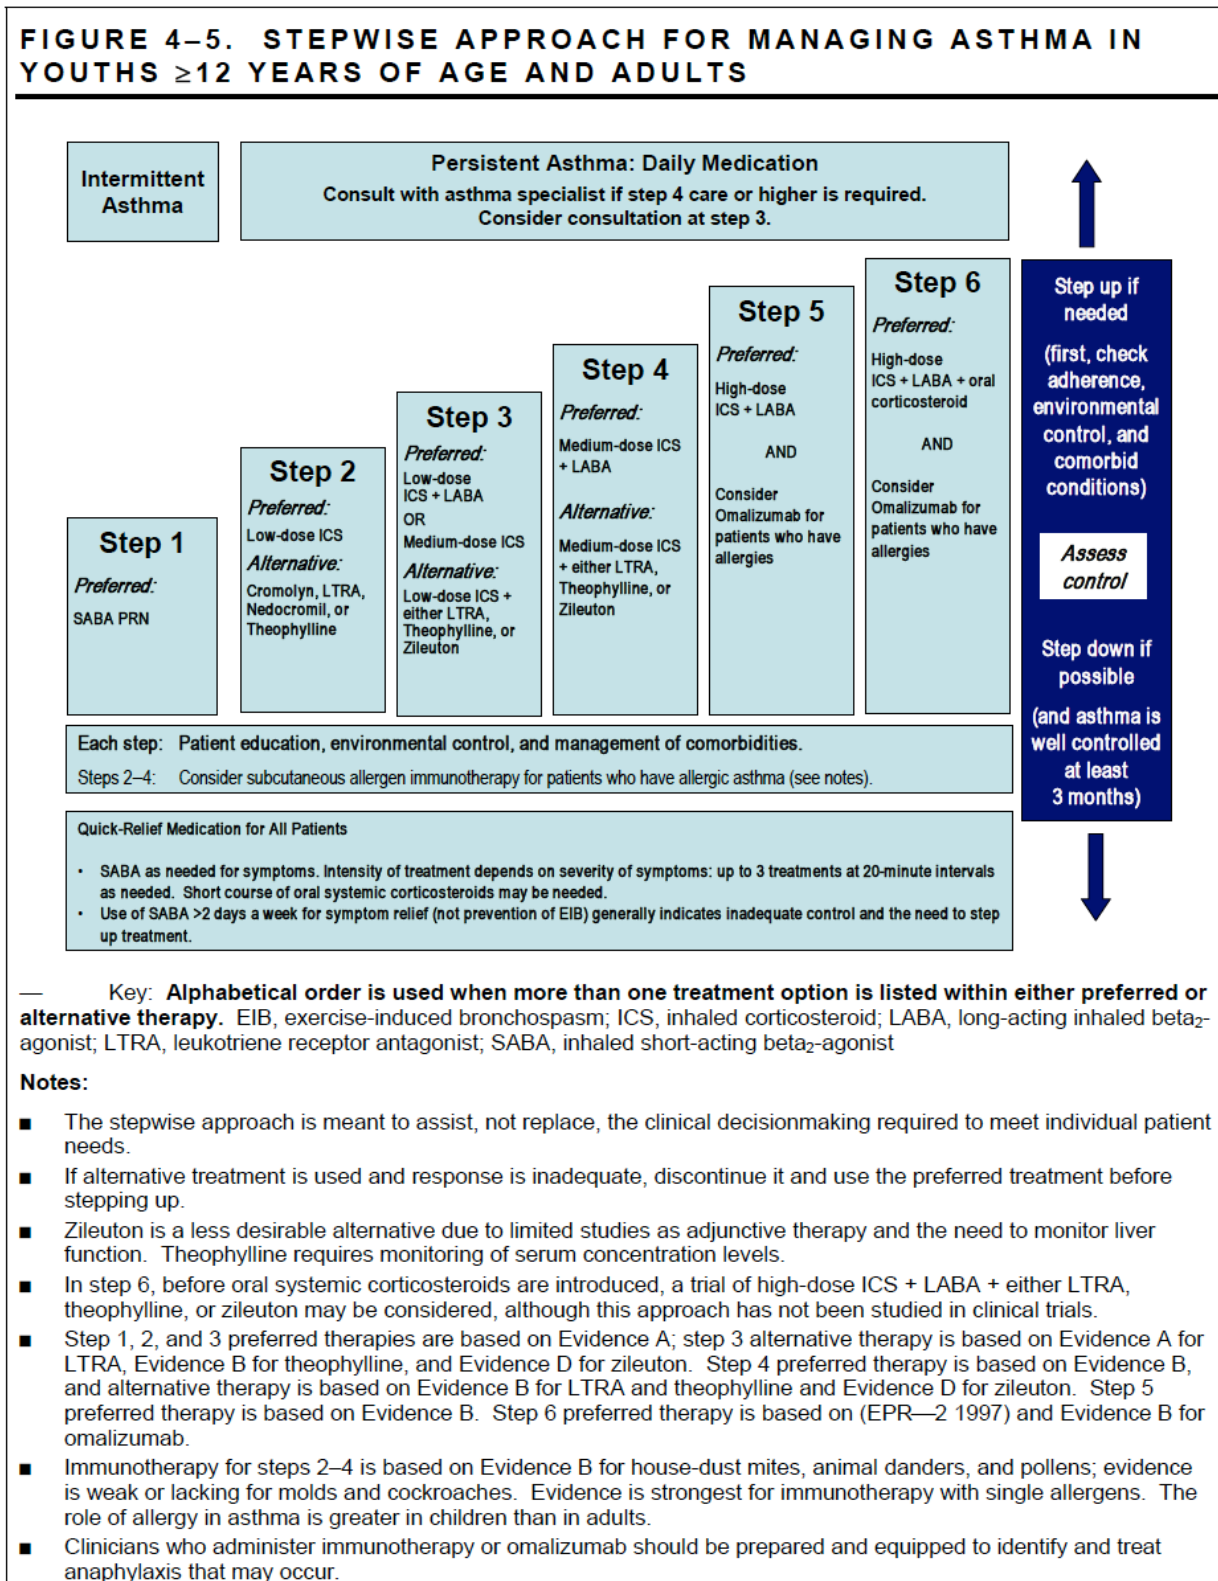 FIGURE 4–5. STEPWISE APPROACH FOR MANAGING ASTHMA IN
YOUTHS ≥12 YEARS OF AGE AND ADULTS
Intermittent
Asthma
Persistent Asthma: Daily Medication
Consult with asthma specialist if step 4 care or higher is required.
Consider consultation at step 3.
Step 1
Preferred:
SABA PRN
Step 2
Preferred:
Low-dose ICS
Alternative:
Cromolyn, LTRA,
Nedocromil, or
Theophylline
Step 3
Preferred:
Low-dose
ICS + LABA
OR
Medium-dose ICS
Alternative:
Low-dose ICS +
either LTRA,
Theophylline, or
Zileuton
Step 4
Preferred:
Medium-dose ICS
+ LABA
Alternative:
Medium-dose ICS
+ either LTRA,
Theophylline, or
Zileuton
Step 5
Preferred:
High-dose
ICS + LABA
AND
Consider
Omalizumab for
patients who have
allergies
Step 6
Preferred:
High-dose
ICS + LABA + oral
corticosteroid
AND
Consider
Omalizumab for
patients who have
allergies
Step up if
needed
(first, check
adherence,
environmental
control, and
comorbid
conditions)
Assess
control
Step down if
possible
(and asthma is
well controlled
at least
3 months)
Each step: Patient education, environmental control, and management of comorbidities.
Steps 2–4: Consider subcutaneous allergen immunotherapy for patients who have allergic asthma (see notes).
Quick-Relief Medication for All Patients
• SABA as needed for symptoms. Intensity of treatment depends on severity of symptoms: up to 3 treatments at 20-minute intervals
as needed. Short course of oral systemic corticosteroids may be needed.
• Use of SABA >2 days a week for symptom relief (not prevention of EIB) generally indicates inadequate control and the need to step
up treatment.
— Key: Alphabetical order is used when more than one treatment option is listed within either preferred or
alternative therapy. EIB, exercise-induced bronchospasm; ICS, inhaled corticosteroid; LABA, long-acting inhaled beta₂-
agonist; LTRA, leukotriene receptor antagonist; SABA, inhaled short-acting beta₂-agonist
Notes:
■ The stepwise approach is meant to assist, not replace, the clinical decisionmaking required to meet individual patient
needs.
■ If alternative treatment is used and response is inadequate, discontinue it and use the preferred treatment before
stepping up.
■ Zileuton is a less desirable alternative due to limited studies as adjunctive therapy and the need to monitor liver
function. Theophylline requires monitoring of serum concentration levels.
■ In step 6, before oral systemic corticosteroids are introduced, a trial of high-dose ICS + LABA + either LTRA,
theophylline, or zileuton may be considered, although this approach has not been studied in clinical trials.
■ Step 1, 2, and 3 preferred therapies are based on Evidence A; step 3 alternative therapy is based on Evidence A for
LTRA, Evidence B for theophylline, and Evidence D for zileuton. Step 4 preferred therapy is based on Evidence B,
and alternative therapy is based on Evidence B for LTRA and theophylline and Evidence D for zileuton. Step 5
preferred therapy is based on Evidence B. Step 6 preferred therapy is based on (EPR—2 1997) and Evidence B for
omalizumab.
■ Immunotherapy for steps 2–4 is based on Evidence B for house-dust mites, animal danders, and pollens; evidence
is weak or lacking for molds and cockroaches. Evidence is strongest for immunotherapy with single allergens. The
role of allergy in asthma is greater in children than in adults.
■ Clinicians who administer immunotherapy or omalizumab should be prepared and equipped to identify and treat
anaphylaxis that may occur.